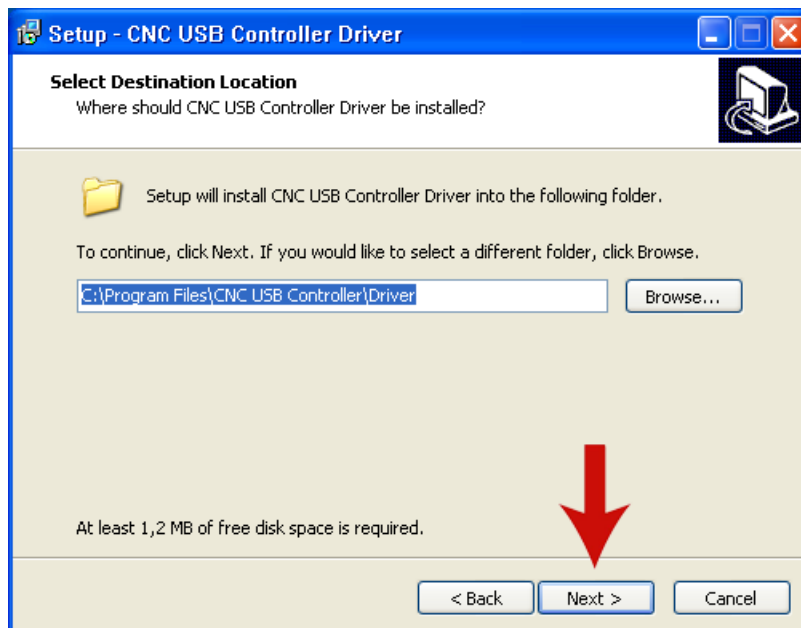 Setup - CNC USB Controller Driver
Select Destination Location
Where should CNC USB Controller Driver be installed?
Setup will install CNC USB Controller Driver into the following folder.
To continue, click Next. If you would like to select a different folder, click Browse.
C:\Program Files\CNC USB Controller\Driver
Browse...
At least 1,2 MB of free disk space is required.
< Back
Next >
Cancel